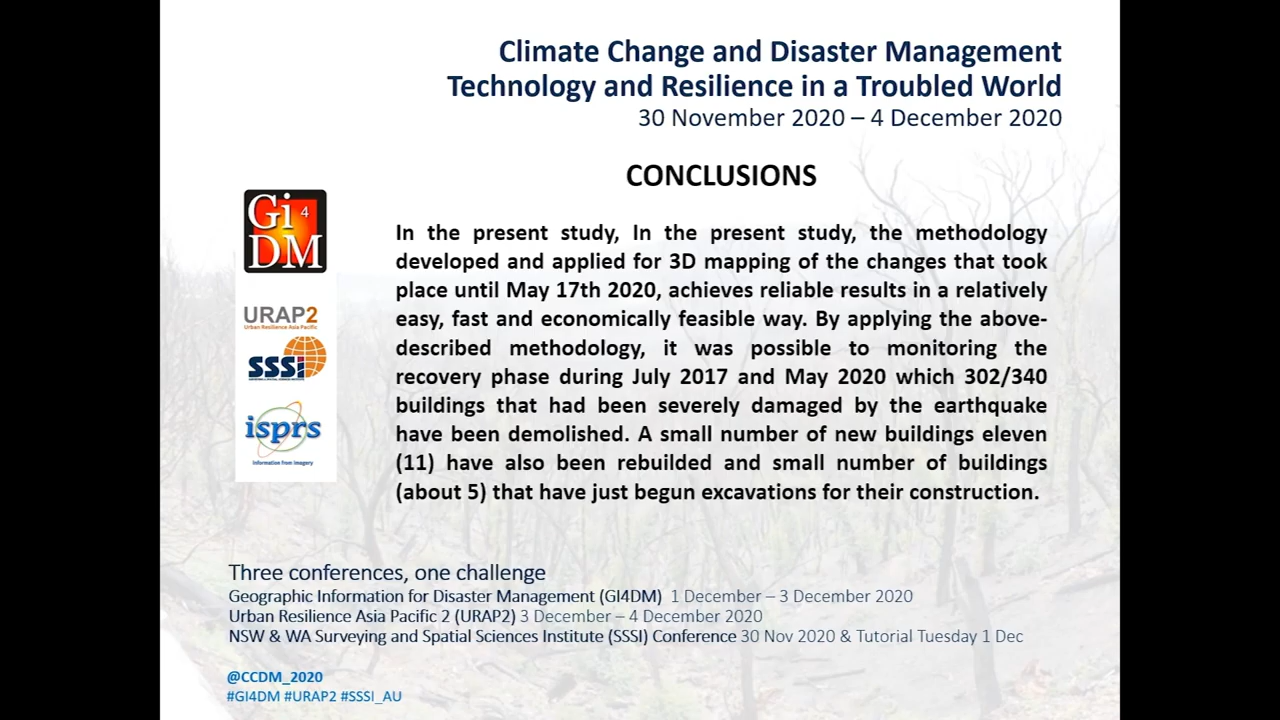 Climate Change and Disaster Management
Technology and Resilience in a Troubled World
30 November 2020 – 4 December 2020
CONCLUSIONS
Gi4
DM
URAP2
Urban Resilience Asia Pacific
SSSi
isprs
Information from imagery
In the present study, In the present study, the methodology
developed and applied for 3D mapping of the changes that took
place until May 17th 2020, achieves reliable results in a relatively
easy, fast and economically feasible way. By applying the above-
described methodology, it was possible to monitoring the
recovery phase during July 2017 and May 2020 which 302/340
buildings that had been severely damaged by the earthquake
have been demolished. A small number of new buildings eleven
(11) have also been rebuilded and small number of buildings
(about 5) that have just begun excavations for their construction.
Three conferences, one challenge
Geographic Information for Disaster Management (GI4DM) 1 December – 3 December 2020
Urban Resilience Asia Pacific 2 (URAP2) 3 December – 4 December 2020
NSW & WA Surveying and Spatial Sciences Institute (SSSI) Conference 30 Nov 2020 & Tutorial Tuesday 1 Dec
@CCDM_2020
#GI4DM #URAP2 #SSSI_AU